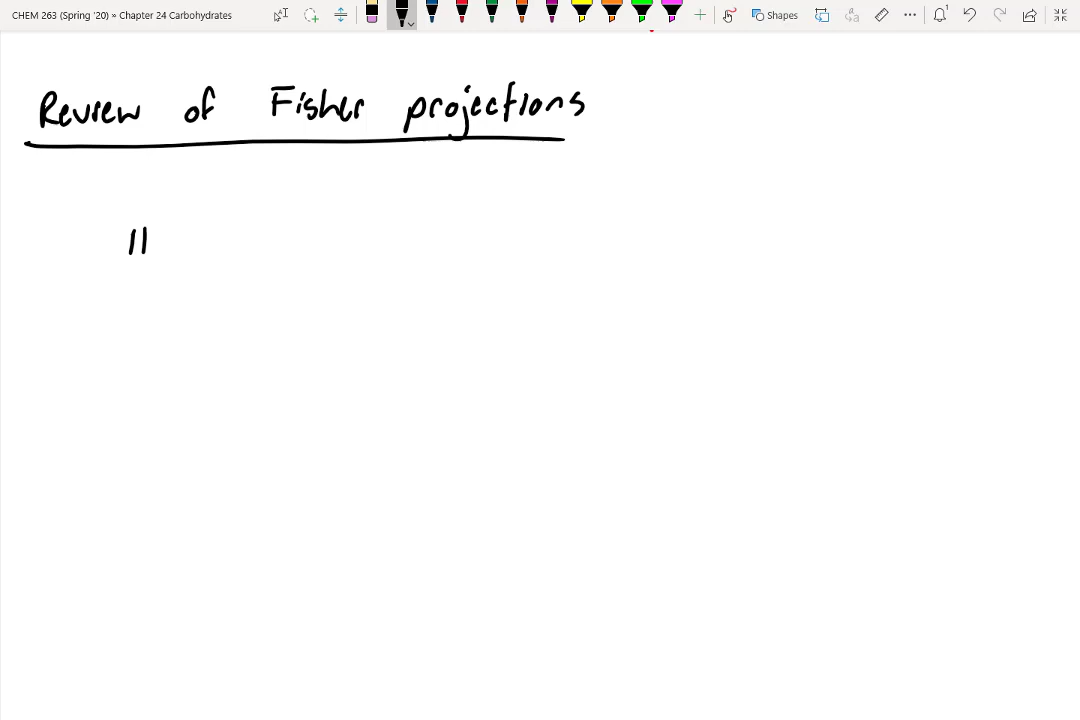 CHEM 263 (Spring '20) » Chapter 24 Carbohydrates
Shapes
Review of Fisher projections